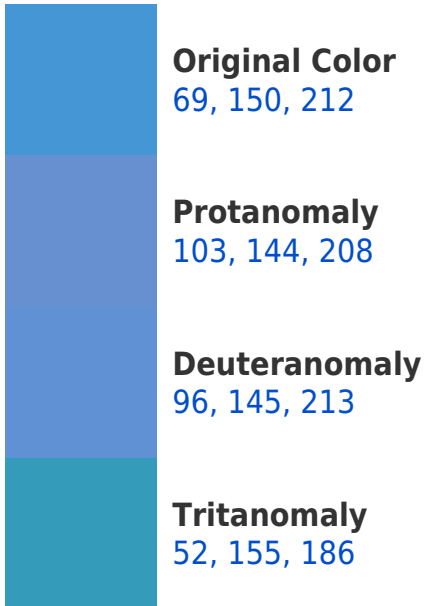 Original Color
69, 150, 212
Protanomaly
103, 144, 208
Deuteranomaly
96, 145, 213
Tritanomaly
52, 155, 186